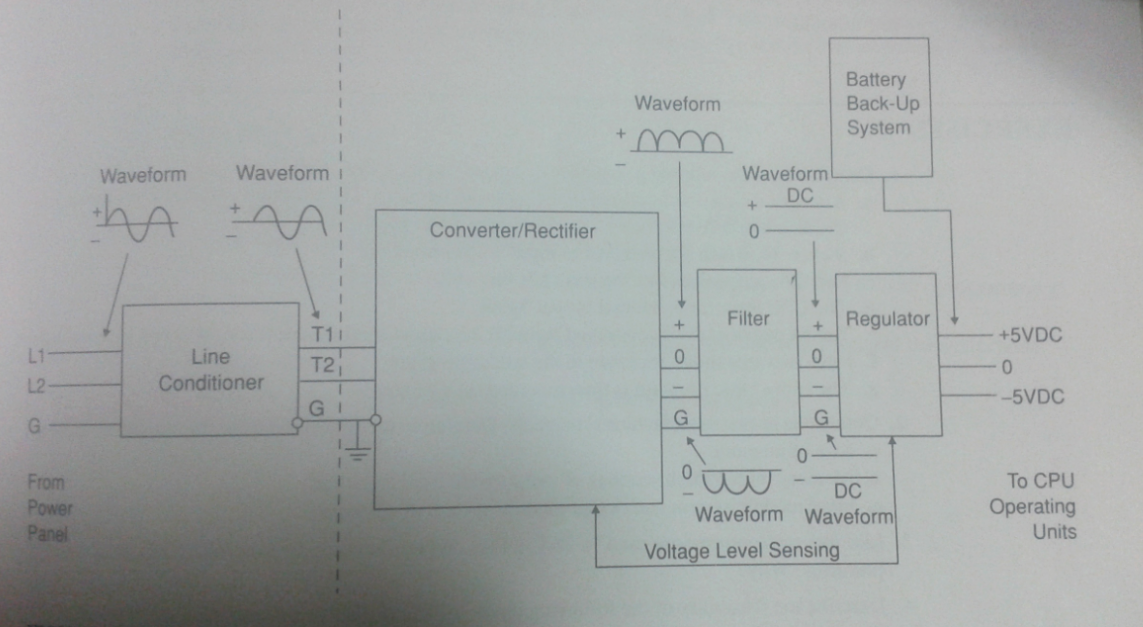 Battery
Back-Up
System
Waveform
+
−
Waveform
DC
+
0
Waveform
+
−
Waveform
+
−
Converter/Rectifier
Line
Conditioner
L1
L2
G
T1
T2
G
+
0
−
G
Filter
+
0
−
G
Regulator
+5VDC
0
−5VDC
From
Power
Panel
0
−
Waveform
0
−
DC
Waveform
To CPU
Operating
Units
Voltage Level Sensing